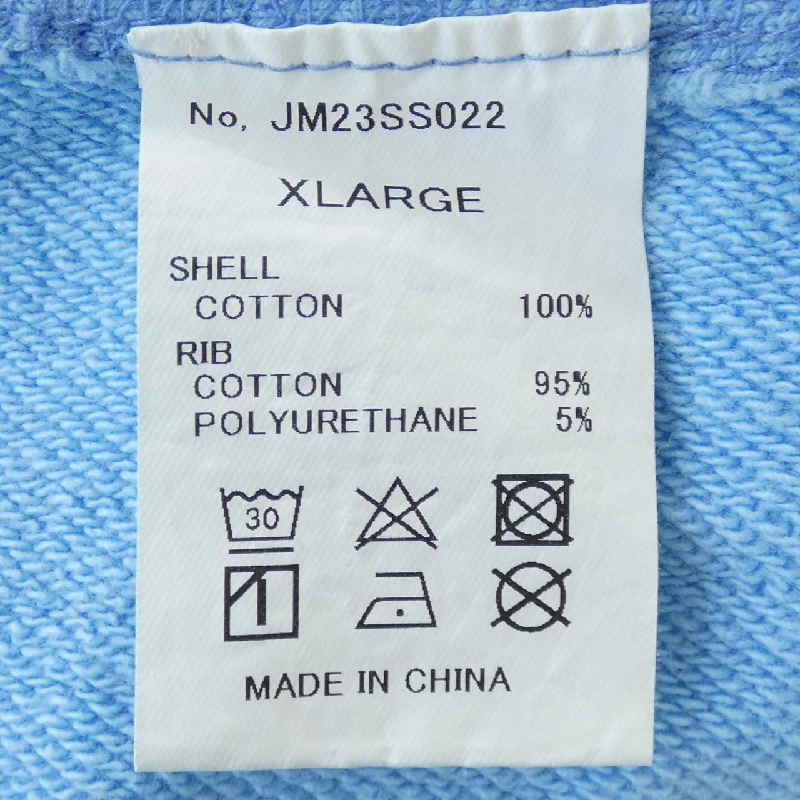 No. JM23SS022
XLARGE
SHELL
COTTON 100%
RIB
COTTON 95%
POLYURETHANE 5%
30
MADE IN CHINA